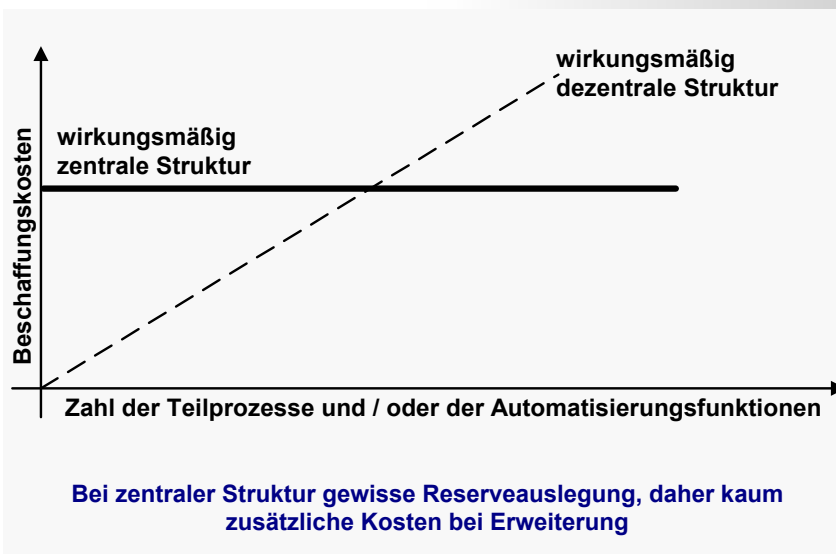 wirkungsmäßig
dezentrale Struktur
wirkungsmäßig
zentrale Struktur
Beschaffungskosten
Zahl der Teilprozesse und / oder der Automatisierungsfunktionen
Bei zentraler Struktur gewisse Reserveauslegung, daher kaum
zusätzliche Kosten bei Erweiterung